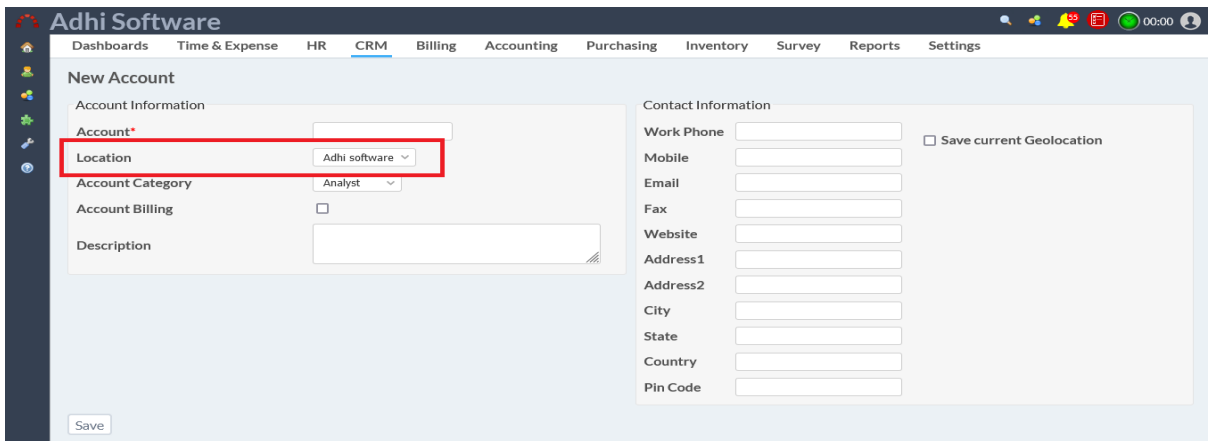 Adhi Software
55
00:00
Dashboards Time & Expense HR CRM Billing Accounting Purchasing Inventory Survey Reports Settings
New Account
Account Information
Account*
Location Adhi software
Account Category Analyst
Account Billing
Description
Contact Information
Work Phone
Mobile
Email
Fax
Website
Address1
Address2
City
State
Country
Pin Code
Save current Geolocation
Save